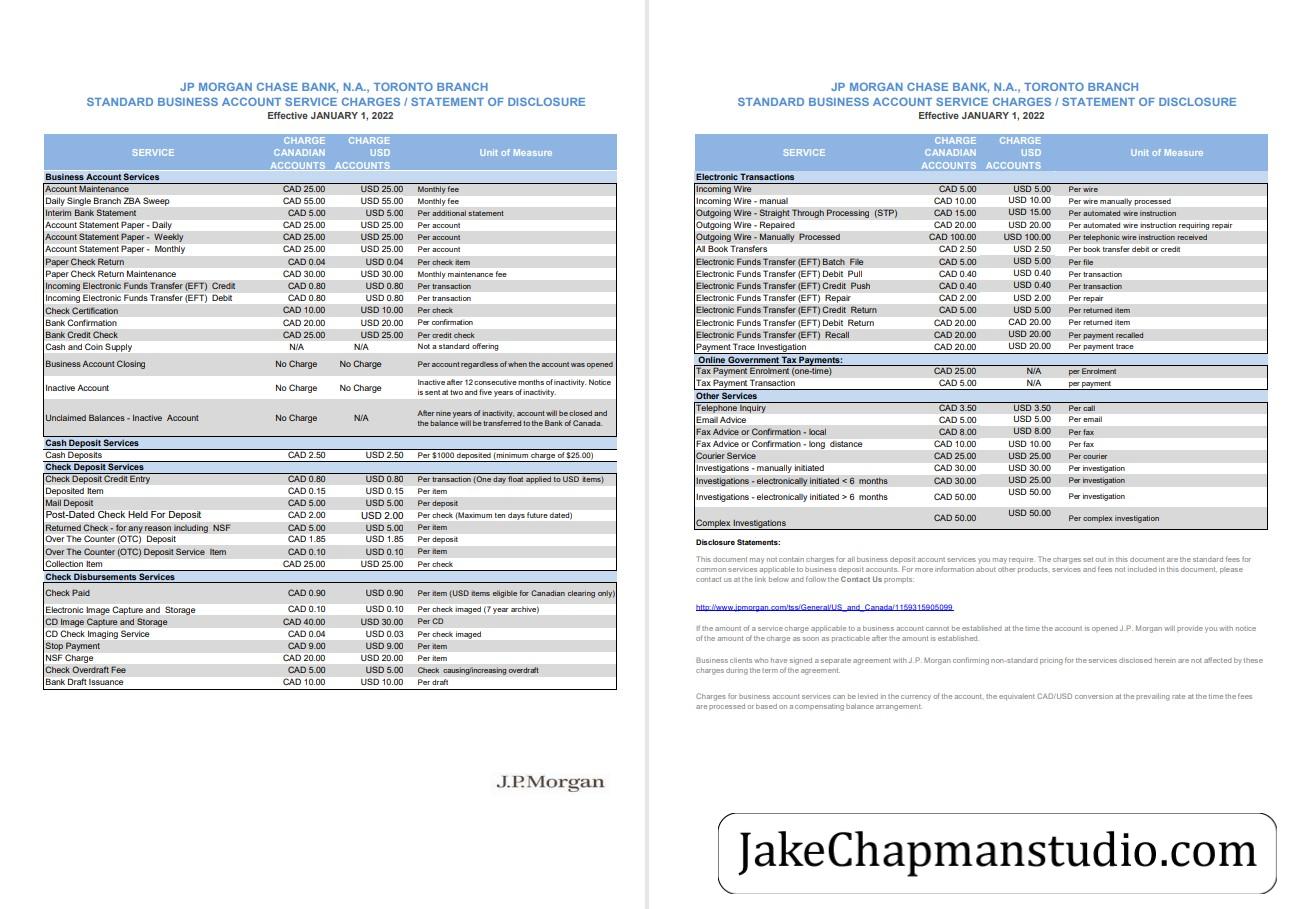 JP MORGAN CHASE BANK, N.A., TORONTO BRANCH
STANDARD BUSINESS ACCOUNT SERVICE CHARGES / STATEMENT OF DISCLOSURE
Effective JANUARY 1, 2022
SERVICE CHARGE CANADIAN ACCOUNTS CHARGE USD ACCOUNTS Unit of Measure
Business Account Services
Account Maintenance CAD 25.00 USD 25.00 Monthly fee
Daily Single Branch ZBA Sweep CAD 55.00 USD 55.00 Monthly fee
Interim Bank Statement CAD 5.00 USD 5.00 Per additional statement
Account Statement Paper - Daily CAD 25.00 USD 25.00 Per account
Account Statement Paper - Weekly CAD 25.00 USD 25.00 Per account
Account Statement Paper - Monthly CAD 25.00 USD 25.00 Per account
Paper Check Return CAD 0.04 USD 0.04 Per check item
Paper Check Return Maintenance CAD 30.00 USD 30.00 Monthly maintenance fee
Incoming Electronic Funds Transfer (EFT) Credit CAD 0.80 USD 0.80 Per transaction
Incoming Electronic Funds Transfer (EFT) Debit CAD 0.80 USD 0.80 Per transaction
Check Certification CAD 10.00 USD 10.00 Per check
Bank Confirmation CAD 20.00 USD 20.00 Per confirmation
Bank Credit Check CAD 25.00 USD 25.00 Per credit check
Cash and Coin Supply N/A N/A Not a standard offering
Business Account Closing No Charge No Charge Per account regardless of when the account was opened
Inactive Account No Charge No Charge Inactive after 12 consecutive months of inactivity. Notice
is sent at two and five years of inactivity.
Unclaimed Balances - Inactive Account No Charge N/A After nine years of inactivity, account will be closed and
the balance will be transferred to the Bank of Canada.
Cash Deposit Services
Cash Deposits CAD 2.50 USD 2.50 Per $1000 deposited (minimum charge of $25.00)
Check Deposit Services
Check Deposit Credit Entry CAD 0.80 USD 0.80 Per transaction (One day float applied to USD items)
Deposited Item CAD 0.15 USD 0.15 Per item
Mail Deposit CAD 5.00 USD 5.00 Per deposit
Post-Dated Check Held For Deposit CAD 2.00 USD 2.00 Per check (Maximum ten days future dated)
Returned Check - for any reason including NSF CAD 5.00 USD 5.00 Per item
Over The Counter (OTC) Deposit CAD 1.85 USD 1.85 Per deposit
Over The Counter (OTC) Deposit Service Item CAD 0.10 USD 0.10 Per item
Collection Item CAD 25.00 USD 25.00 Per check
Check Disbursements Services
Check Paid CAD 0.90 USD 0.90 Per item (USD items eligible for Canadian clearing only)
Electronic Image Capture and Storage CAD 0.10 USD 0.10 Per check imaged (7 year archive)
CD Image Capture and Storage CAD 40.00 USD 30.00 Per CD
CD Check Imaging Service CAD 0.04 USD 0.03 Per check imaged
Stop Payment CAD 9.00 USD 9.00 Per item
NSF Charge CAD 20.00 USD 20.00 Per item
Check Overdraft Fee CAD 5.00 USD 5.00 Check causing/increasing overdraft
Bank Draft Issuance CAD 10.00 USD 10.00 Per draft
J.P.Morgan
JP MORGAN CHASE BANK, N.A., TORONTO BRANCH
STANDARD BUSINESS ACCOUNT SERVICE CHARGES / STATEMENT OF DISCLOSURE
Effective JANUARY 1, 2022
SERVICE CHARGE CANADIAN ACCOUNTS CHARGE USD ACCOUNTS Unit of Measure
Electronic Transactions
Incoming Wire CAD 5.00 USD 5.00 Per wire
Incoming Wire - manual CAD 10.00 USD 10.00 Per wire manually processed
Outgoing Wire - Straight Through Processing (STP) CAD 15.00 USD 15.00 Per automated wire instruction
Outgoing Wire - Repaired CAD 20.00 USD 20.00 Per automated wire instruction requiring repair
Outgoing Wire - Manually Processed CAD 100.00 USD 100.00 Per telephonic wire instruction received
All Book Transfers CAD 2.50 USD 2.50 Per book transfer debit or credit
Electronic Funds Transfer (EFT) Batch File CAD 5.00 USD 5.00 Per file
Electronic Funds Transfer (EFT) Debit Pull CAD 0.40 USD 0.40 Per transaction
Electronic Funds Transfer (EFT) Credit Push CAD 0.40 USD 0.40 Per transaction
Electronic Funds Transfer (EFT) Repair CAD 2.00 USD 2.00 Per repair
Electronic Funds Transfer (EFT) Credit Return CAD 5.00 USD 5.00 Per returned item
Electronic Funds Transfer (EFT) Debit Return CAD 20.00 CAD 20.00 Per returned item
Electronic Funds Transfer (EFT) Recall CAD 20.00 USD 20.00 Per payment recalled
Payment Trace Investigation CAD 20.00 USD 20.00 Per payment trace
Online Government Tax Payments:
Tax Payment Enrolment (one-time) CAD 25.00 N/A per Enrolment
Tax Payment Transaction CAD 5.00 N/A per payment
Other Services
Telephone Inquiry CAD 3.50 USD 3.50 Per call
Email Advice CAD 5.00 USD 5.00 Per email
Fax Advice or Confirmation - local CAD 8.00 USD 8.00 Per fax
Fax Advice or Confirmation - long distance CAD 10.00 USD 10.00 Per fax
Courier Service CAD 25.00 USD 25.00 Per courier
Investigations - manually initiated CAD 30.00 USD 30.00 Per investigation
Investigations - electronically initiated < 6 months CAD 30.00 USD 25.00 Per investigation
Investigations - electronically initiated > 6 months CAD 50.00 USD 50.00 Per investigation
Complex Investigations CAD 50.00 USD 50.00 Per complex investigation
Disclosure Statements:
This document may not contain charges for all business deposit account services you may require. The charges set out in this document are the standard fees for
common services applicable to business deposit accounts. For more information about other products, services and fees not included in this document, please
contact us at the link below and follow the Contact Us prompts:
http://www.jpmorgan.com/tss/General/US_and_Canada/1159315905099
If the amount of a service charge applicable to a business account cannot be established at the time the account is opened J.P. Morgan will provide you with notice
of the amount of the charge as soon as practicable after the amount is established.
Business clients who have signed a separate agreement with J.P. Morgan confirming non-standard pricing for the services disclosed herein are not affected by these
charges during the term of the agreement.
Charges for business account services can be levied in the currency of the account, the equivalent CAD/USD conversion at the prevailing rate at the time the fees
are processed or based on a compensating balance arrangement.
JakeChapmanstudio.com